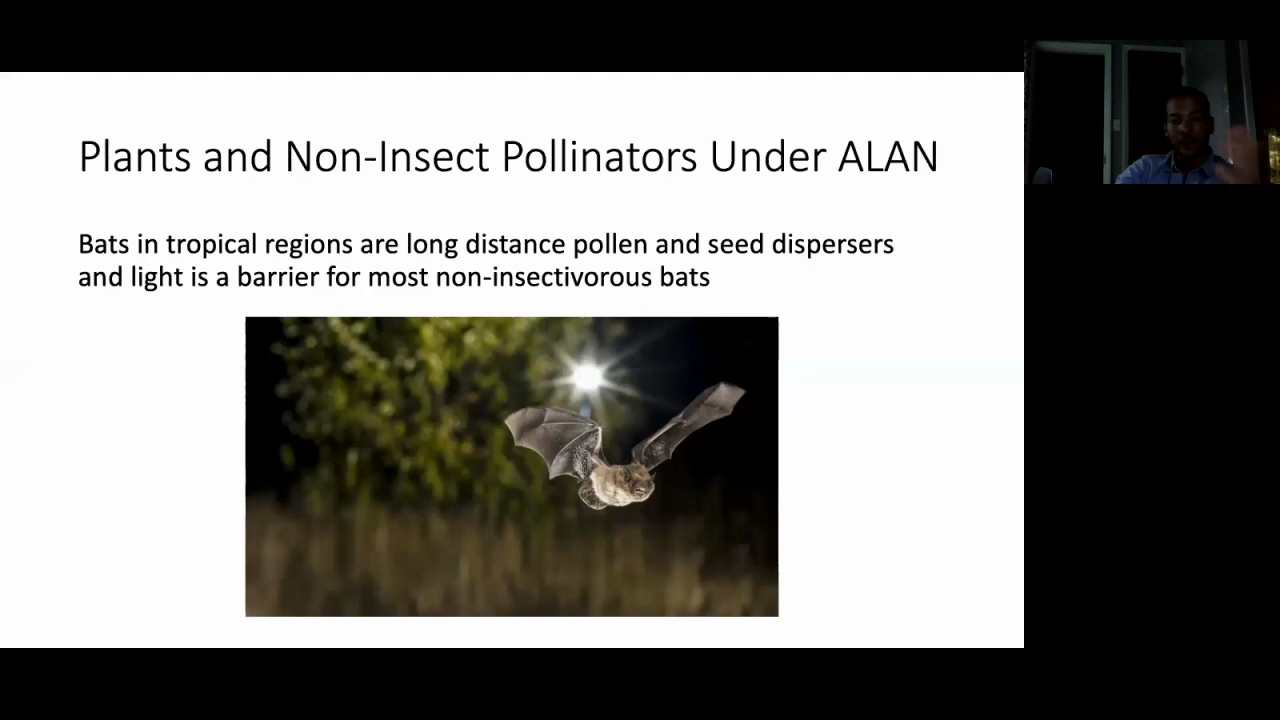 Plants and Non-Insect Pollinators Under ALAN
Bats in tropical regions are long distance pollen and seed dispersers
and light is a barrier for most non-insectivorous bats